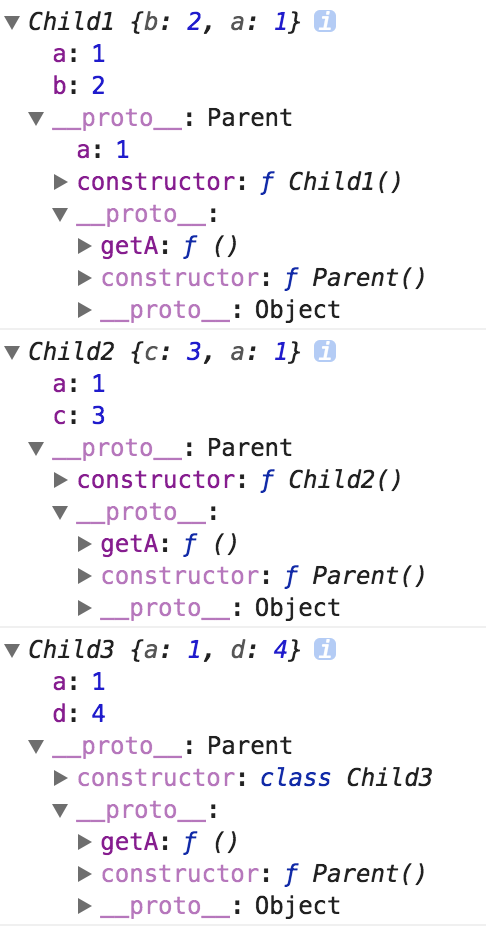 Child1 {b: 2, a: 1} i
a: 1
b: 2
__proto__: Parent
a: 1
constructor: ƒ Child1()
__proto__:
getA: ƒ ()
constructor: ƒ Parent()
__proto__: Object
Child2 {c: 3, a: 1} i
a: 1
c: 3
__proto__: Parent
constructor: ƒ Child2()
__proto__:
getA: ƒ ()
constructor: ƒ Parent()
__proto__: Object
Child3 {a: 1, d: 4} i
a: 1
d: 4
__proto__: Parent
constructor: class Child3
__proto__:
getA: ƒ ()
constructor: ƒ Parent()
__proto__: Object